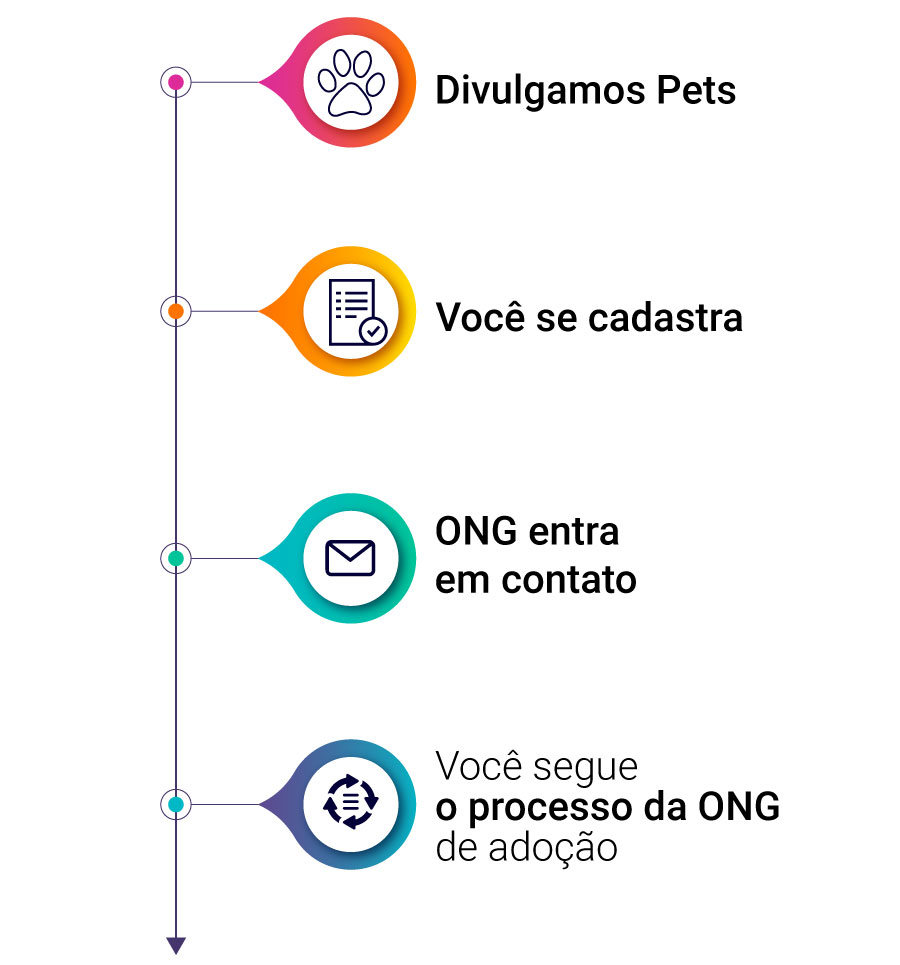 Divulgamos Pets
Você se cadastra
ONG entra
em contato
Você segue
o processo da ONG
de adoção